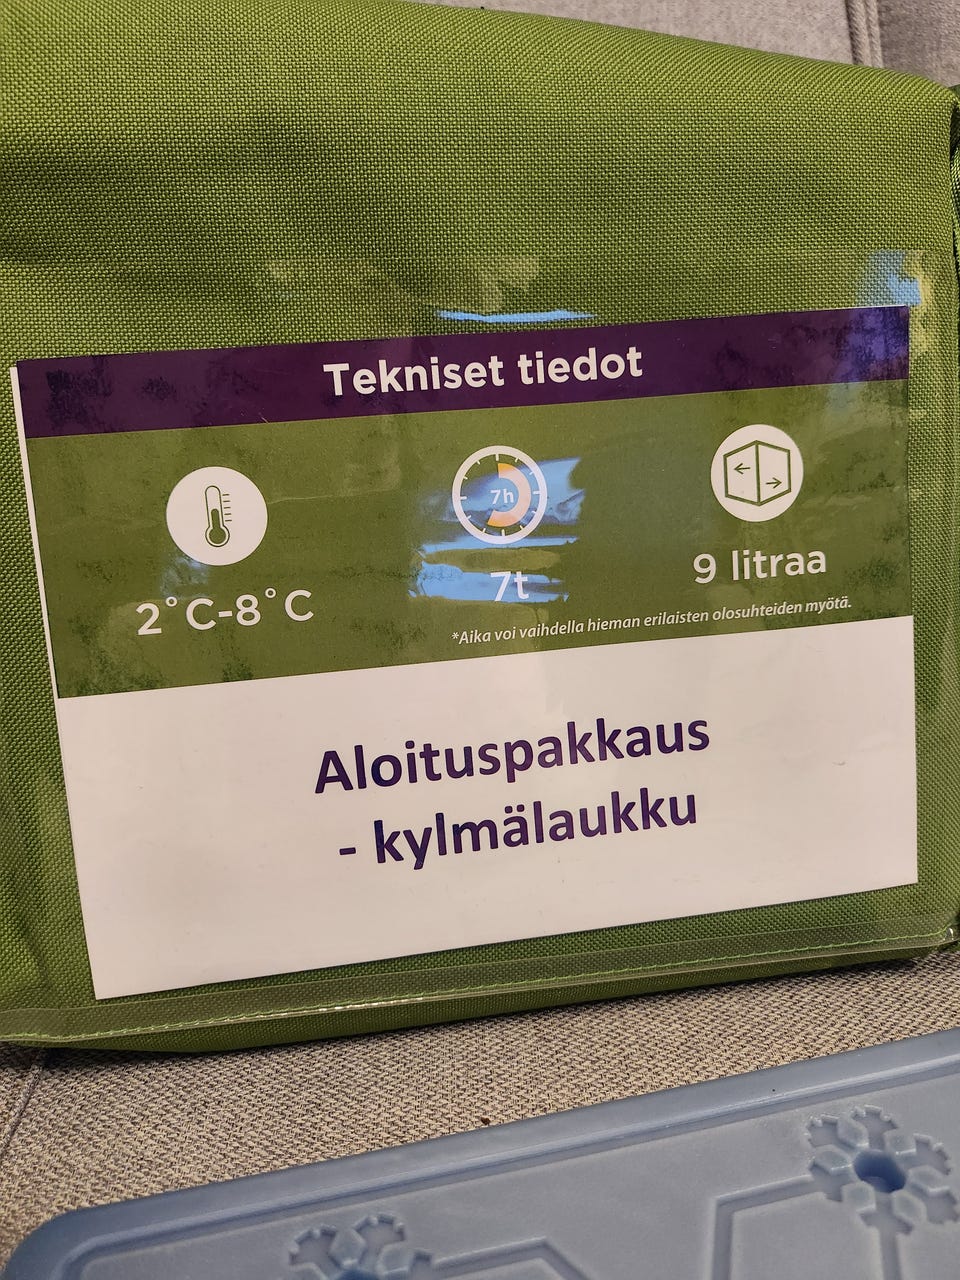 Tekniset tiedot
7h
2°C-8°C
7t
9 litraa
*Aika voi vaihdella hieman erilaisten olosuhteiden myötä.
Aloituspakkaus
- kylmälaukku